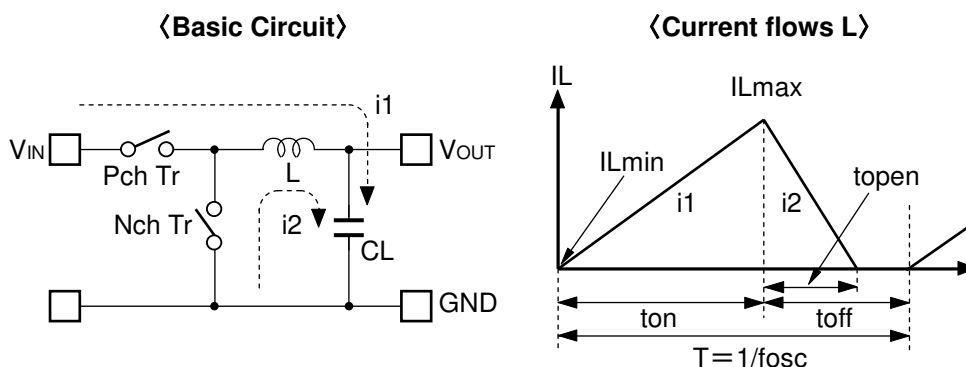 〈Basic Circuit〉
i1
VIN
VOUT
Pch Tr
L
Nch Tr
i2
CL
GND
〈Current flows L〉
IL
ILmax
ILmin
topen
i1
i2
ton
toff
T＝1/fosc